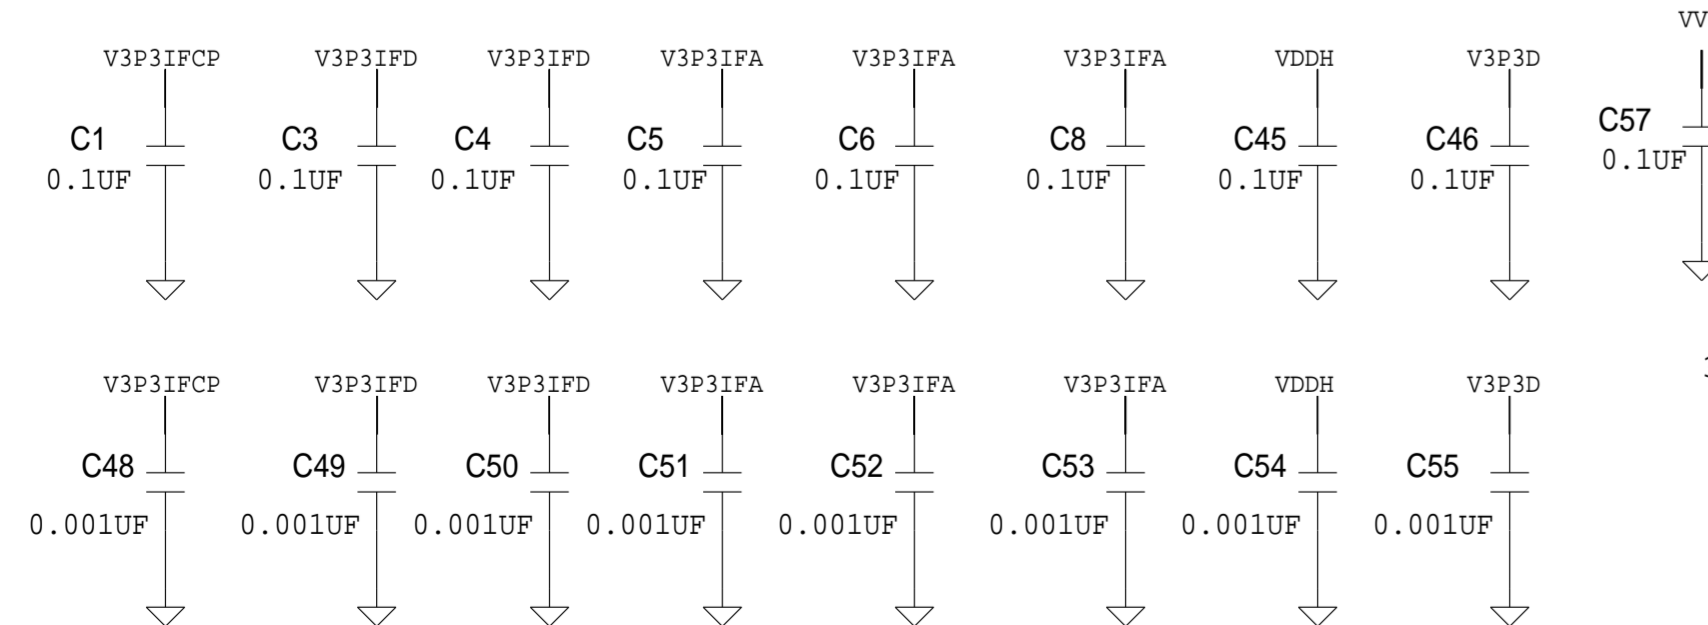 VV
V3P3IFCP V3P3IFD V3P3IFD V3P3IFA V3P3IFA V3P3IFA VDDH V3P3D
C1 C3 C4 C5 C6 C8 C45 C46 C57
0.1UF 0.1UF 0.1UF 0.1UF 0.1UF 0.1UF 0.1UF 0.1UF 0.1UF
V3P3IFCP V3P3IFD V3P3IFD V3P3IFA V3P3IFA V3P3IFA VDDH V3P3D
C48 C49 C50 C51 C52 C53 C54 C55
0.001UF 0.001UF 0.001UF 0.001UF 0.001UF 0.001UF 0.001UF 0.001UF